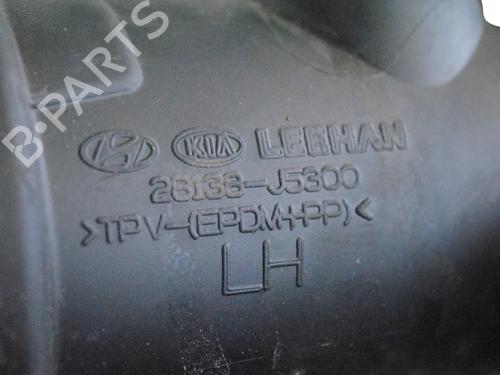 B-PARTS
KIA LEEHAN
28138-J5300
>TPV-(EPDM+PP)<
LH